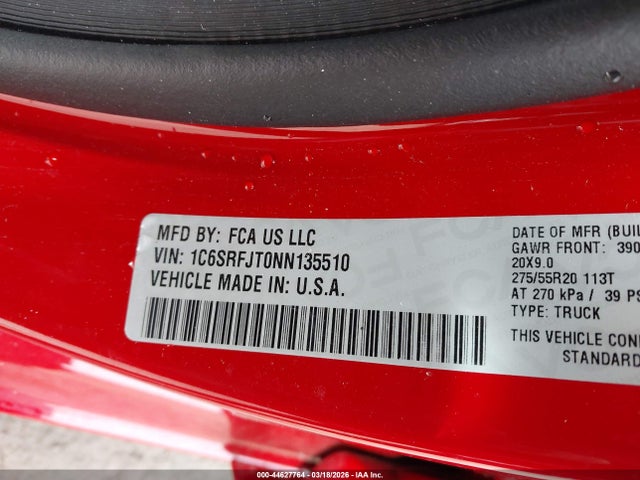 MFD BY: FCA US LLC
VIN: 1C6SRFJT0NN135510
VEHICLE MADE IN: U.S.A.
DATE OF MFR (BUIL
GAWR FRONT: 390
20X9.0
275/55R20 113T
AT 270 kPa / 39 PS
TYPE: TRUCK
THIS VEHICLE CON
STANDARD
000-44627764 | 03/18/2026 - IAA Inc.